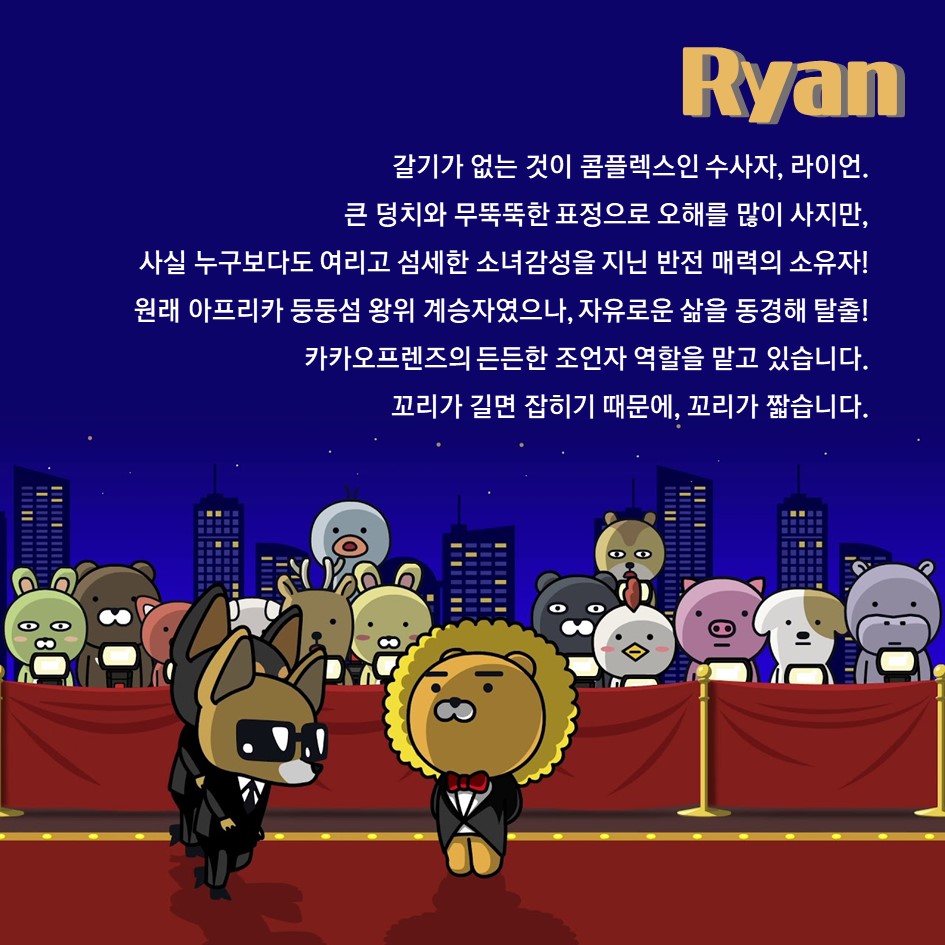 Ryan
갈기가 없는 것이 콤플렉스인 수사자, 라이언.
큰 덩치와 무뚝뚝한 표정으로 오해를 많이 사지만,
사실 누구보다도 여리고 섬세한 소녀감성을 지닌 반전 매력의 소유자!
원래 아프리카 둥둥섬 왕위 계승자였으나, 자유로운 삶을 동경해 탈출!
카카오프렌즈의 든든한 조언자 역할을 맡고 있습니다.
꼬리가 길면 잡히기 때문에, 꼬리가 짧습니다.